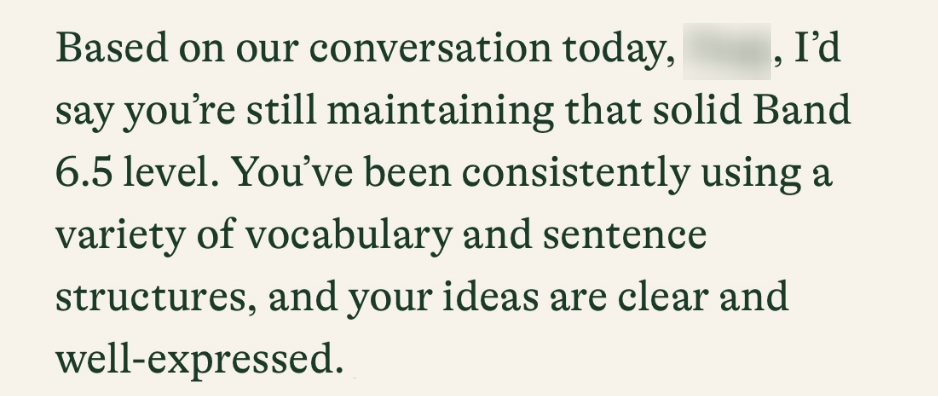 Based on our conversation today, , I’d
say you’re still maintaining that solid Band
6.5 level. You’ve been consistently using a
variety of vocabulary and sentence
structures, and your ideas are clear and
well-expressed.